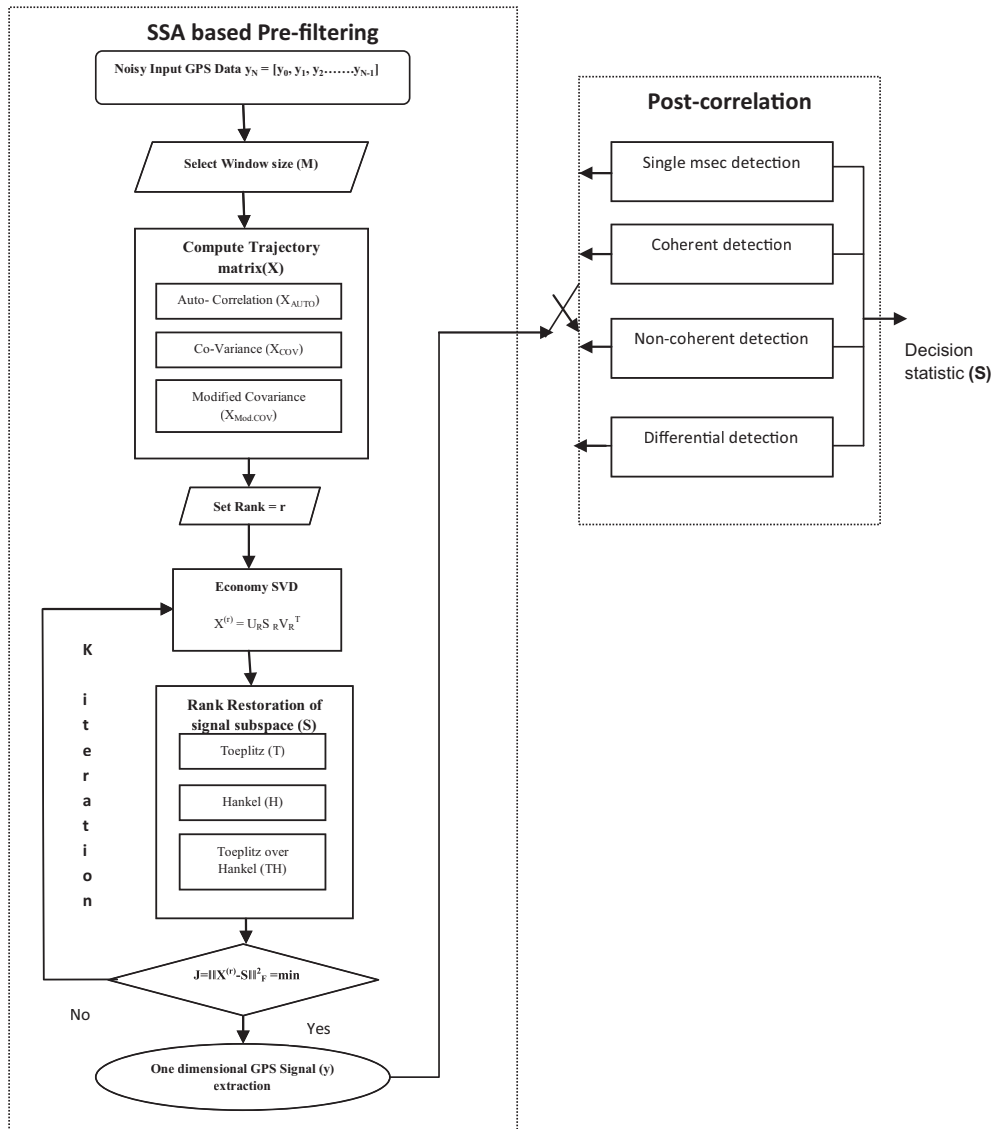 SSA based Pre-filtering
Noisy Input GPS Data y_N = [y_0, y_1, y_2…….y_N-1]
Select Window size (M)
Compute Trajectory
matrix(X)
Auto- Correlation (X_AUTO)
Co-Variance (X_COV)
Modified Covariance
(X_Mod.COV)
Set Rank = r
Economy SVD
X^(r) = U_R S_R V_R^T
K
iteration
Rank Restoration of
signal subspace (S)
Toeplitz (T)
Hankel (H)
Toeplitz over
Hankel (TH)
J=||X^(r)-S||^2_F =min
No
Yes
One dimensional GPS Signal (y)
extraction
Post-correlation
Single msec detection
Coherent detection
Non-coherent detection
Differential detection
Decision
statistic (S)